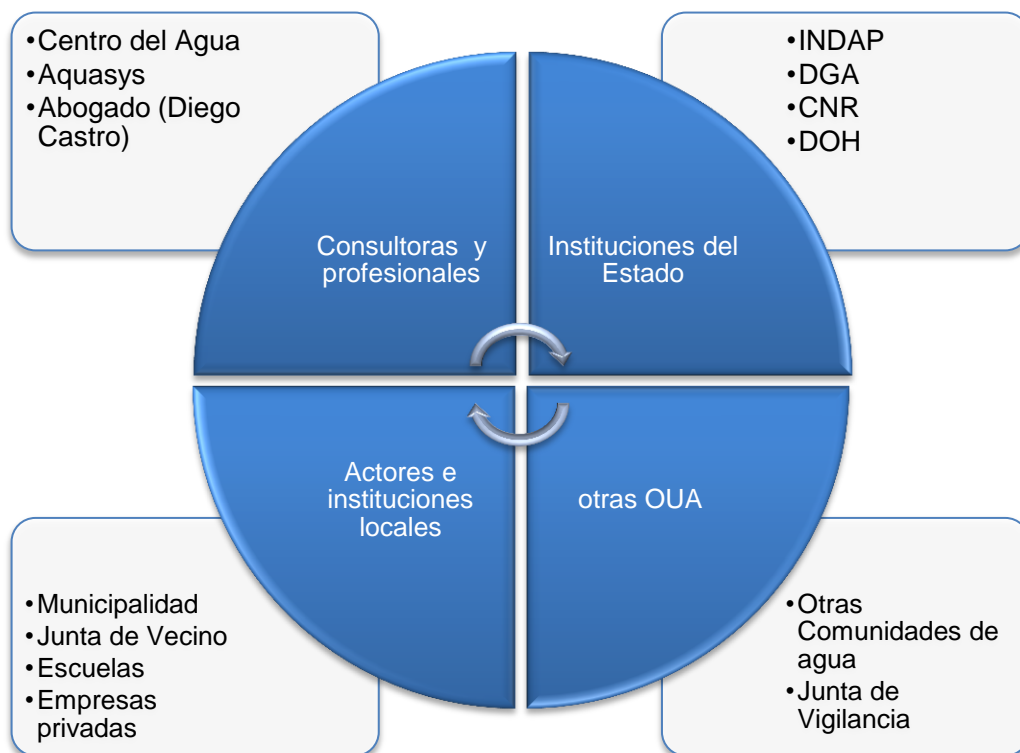 •Centro del Agua
•Aquasys
•Abogado (Diego
Castro)
•INDAP
•DGA
•CNR
•DOH
Consultoras y
profesionales
Instituciones del
Estado
Actores e
instituciones
locales
otras OUA
•Municipalidad
•Junta de Vecino
•Escuelas
•Empresas
privadas
•Otras
Comunidades de
agua
•Junta de
Vigilancia